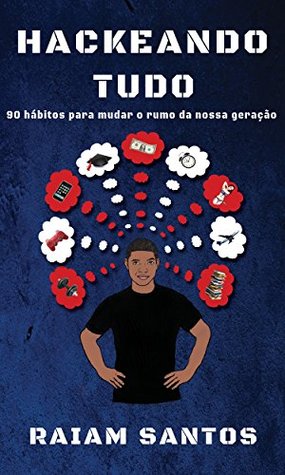 HACKEANDO
TUDO
90 hábitos para mudar o rumo da nossa geração
RAIAM SANTOS